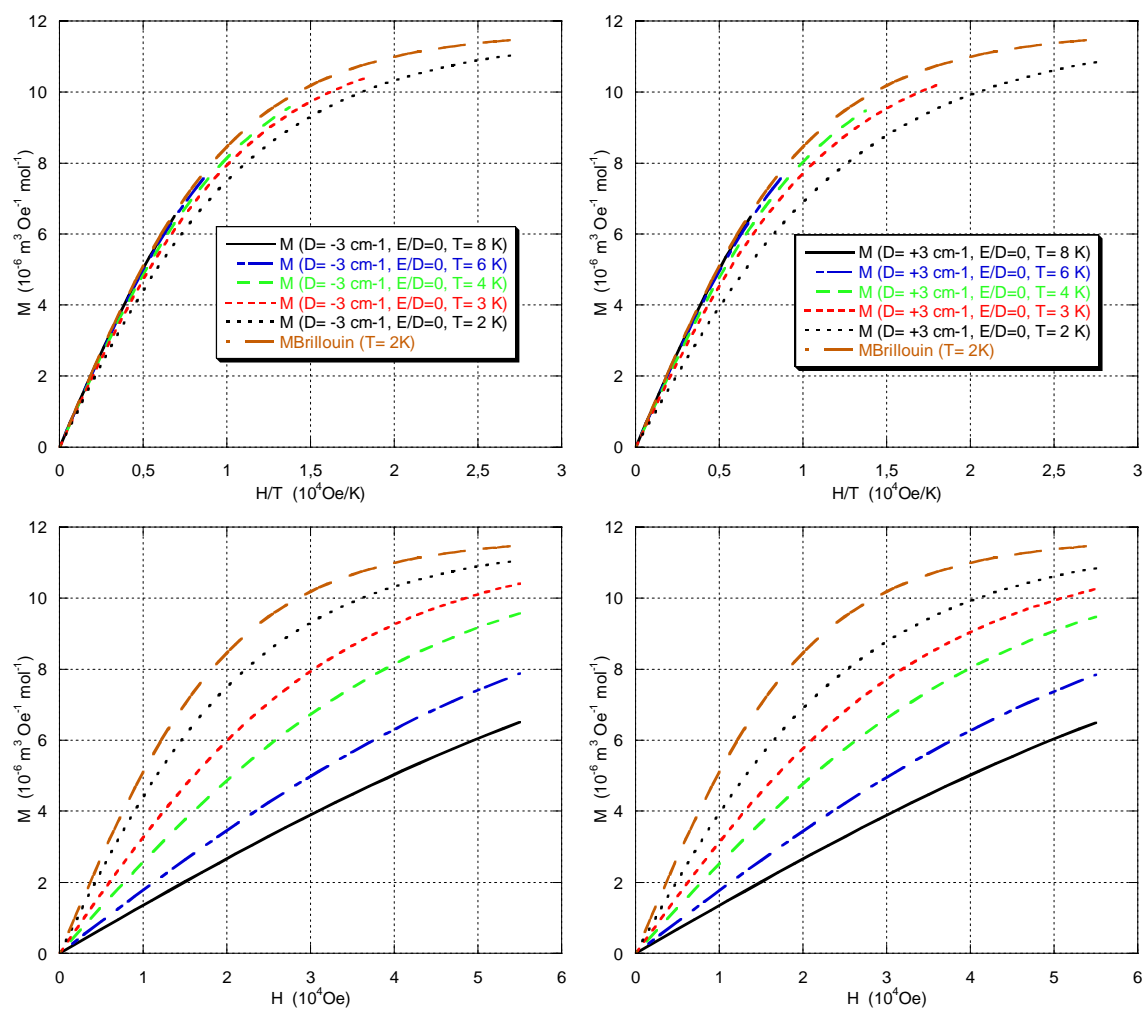 12
10
8
6
4
2
0
M (10⁻⁶ m³ Oe⁻¹ mol⁻¹)
M (D= -3 cm-1, E/D=0, T= 8 K)
M (D= -3 cm-1, E/D=0, T= 6 K)
M (D= -3 cm-1, E/D=0, T= 4 K)
M (D= -3 cm-1, E/D=0, T= 3 K)
M (D= -3 cm-1, E/D=0, T= 2 K)
MBrillouin (T= 2K)
0 0,5 1 1,5 2 2,5 3
H/T (10⁴Oe/K)
12
10
8
6
4
2
0
M (10⁻⁶ m³ Oe⁻¹ mol⁻¹)
M (D= +3 cm-1, E/D=0, T= 8 K)
M (D= +3 cm-1, E/D=0, T= 6 K)
M (D= +3 cm-1, E/D=0, T= 4 K)
M (D= +3 cm-1, E/D=0, T= 3 K)
M (D= +3 cm-1, E/D=0, T= 2 K)
MBrillouin (T= 2K)
0 0,5 1 1,5 2 2,5 3
H/T (10⁴Oe/K)
12
10
8
6
4
2
0
M (10⁻⁶ m³ Oe⁻¹ mol⁻¹)
0 1 2 3 4 5 6
H (10⁴Oe)
12
10
8
6
4
2
0
M (10⁻⁶ m³ Oe⁻¹ mol⁻¹)
0 1 2 3 4 5 6
H (10⁴Oe)